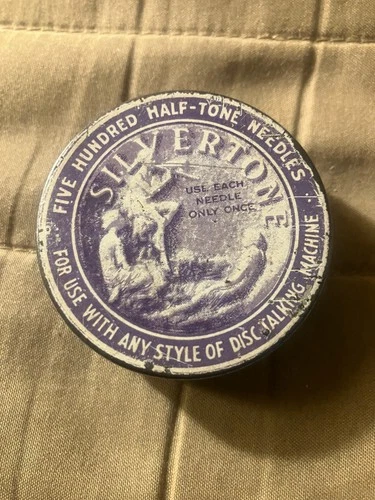 FIVE HUNDRED HALF-TONE NEEDLES
SILVERTONE
USE EACH
NEEDLE
ONLY ONCE
FOR USE WITH ANY STYLE OF DISC TALKING MACHINE